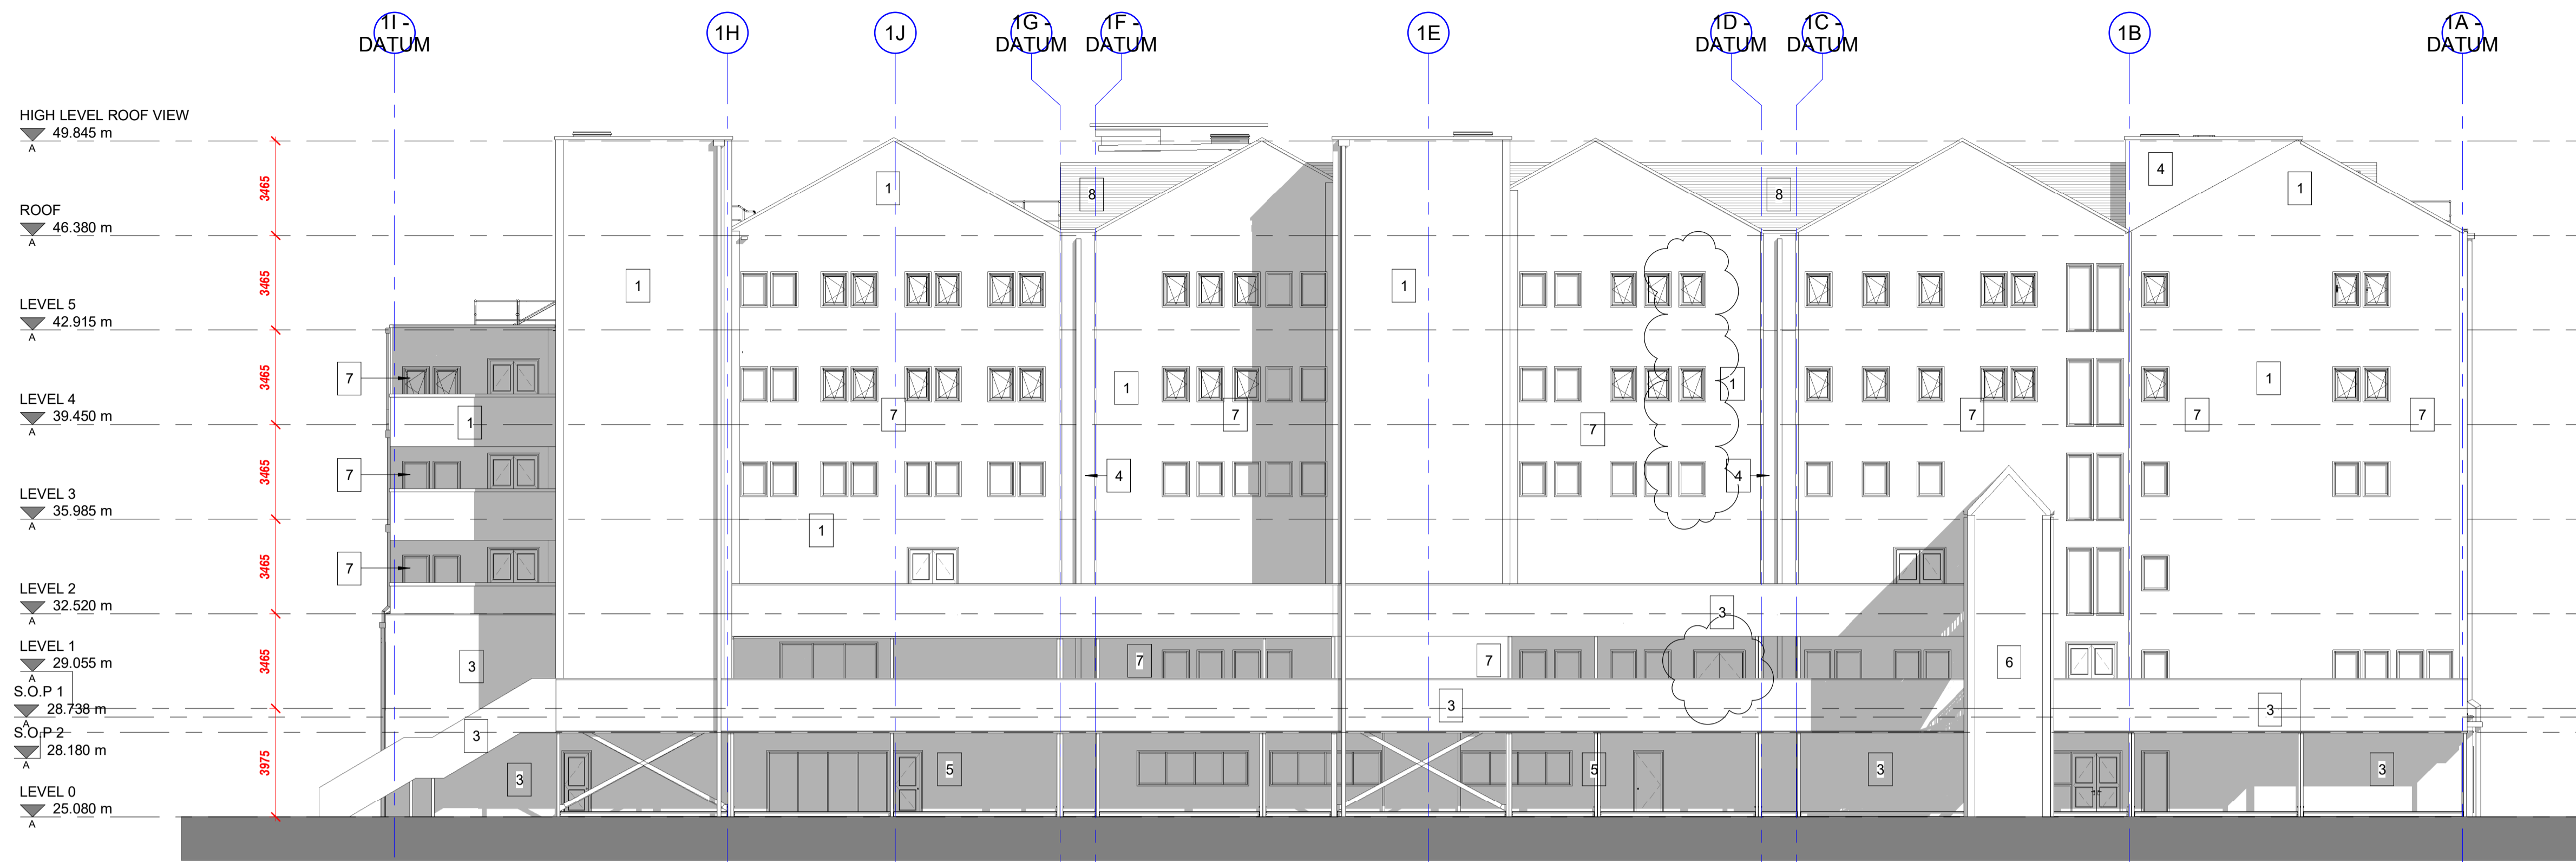 1I -
DATUM
1H
1J
1G -
DATUM
1F -
DATUM
1E
1D -
DATUM
1C -
DATUM
1B
1A -
DATUM
HIGH LEVEL ROOF VIEW
49.845 m
A
3465
1
8
8
4
1
ROOF
46.380 m
A
3465
1
1
LEVEL 5
42.915 m
A
3465
7
1
1
1
LEVEL 4
39.450 m
A
1
7
7
7
7
7
7
3465
7
4
4
LEVEL 3
35.985 m
A
1
3465
7
LEVEL 2
32.520 m
A
3
3465
LEVEL 1
29.055 m
A
3
7
7
6
S.O.P 1
28.738 m
A
3
3
S.O.P 2
28.180 m
A
3
3975
3
5
5
3
3
LEVEL 0
25.080 m
A